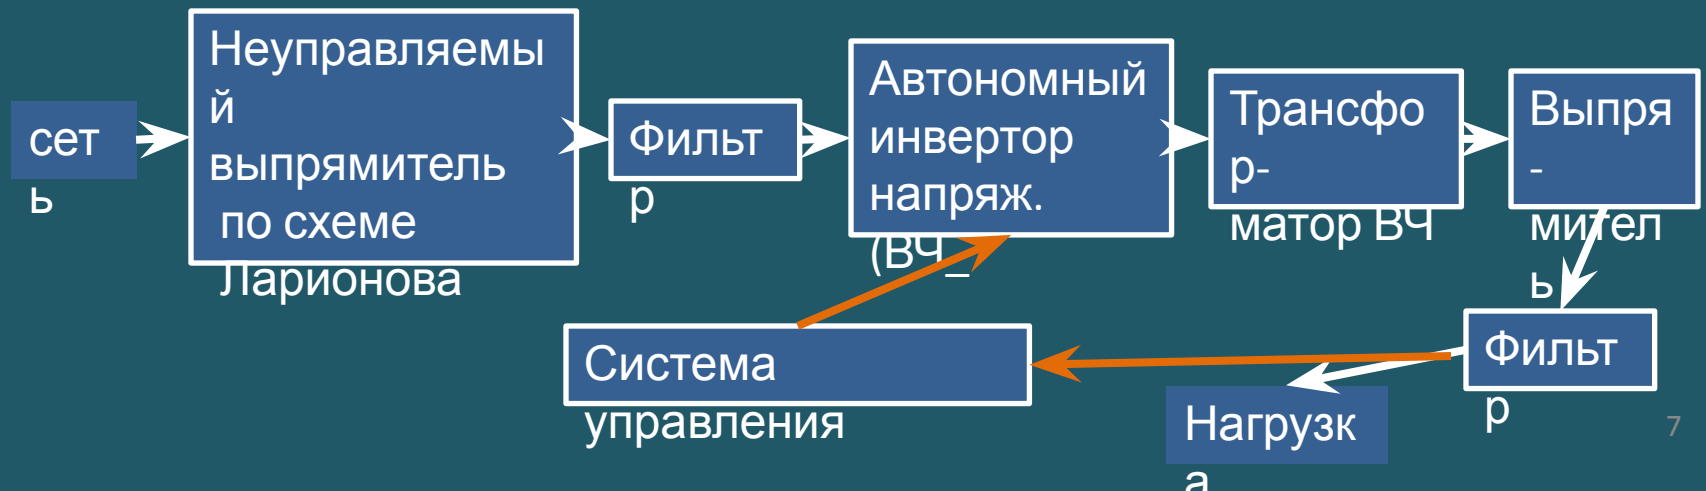 сет
ь
Неуправляемы
й
выпрямитель
по схеме
Ларионова
Фильт
р
Автономный
инвертор
напряж.
(ВЧ_
Трансфо
р-
матор ВЧ
Выпря
-
мител
ь
Система
управления
Нагрузк
а
Фильт
р
7